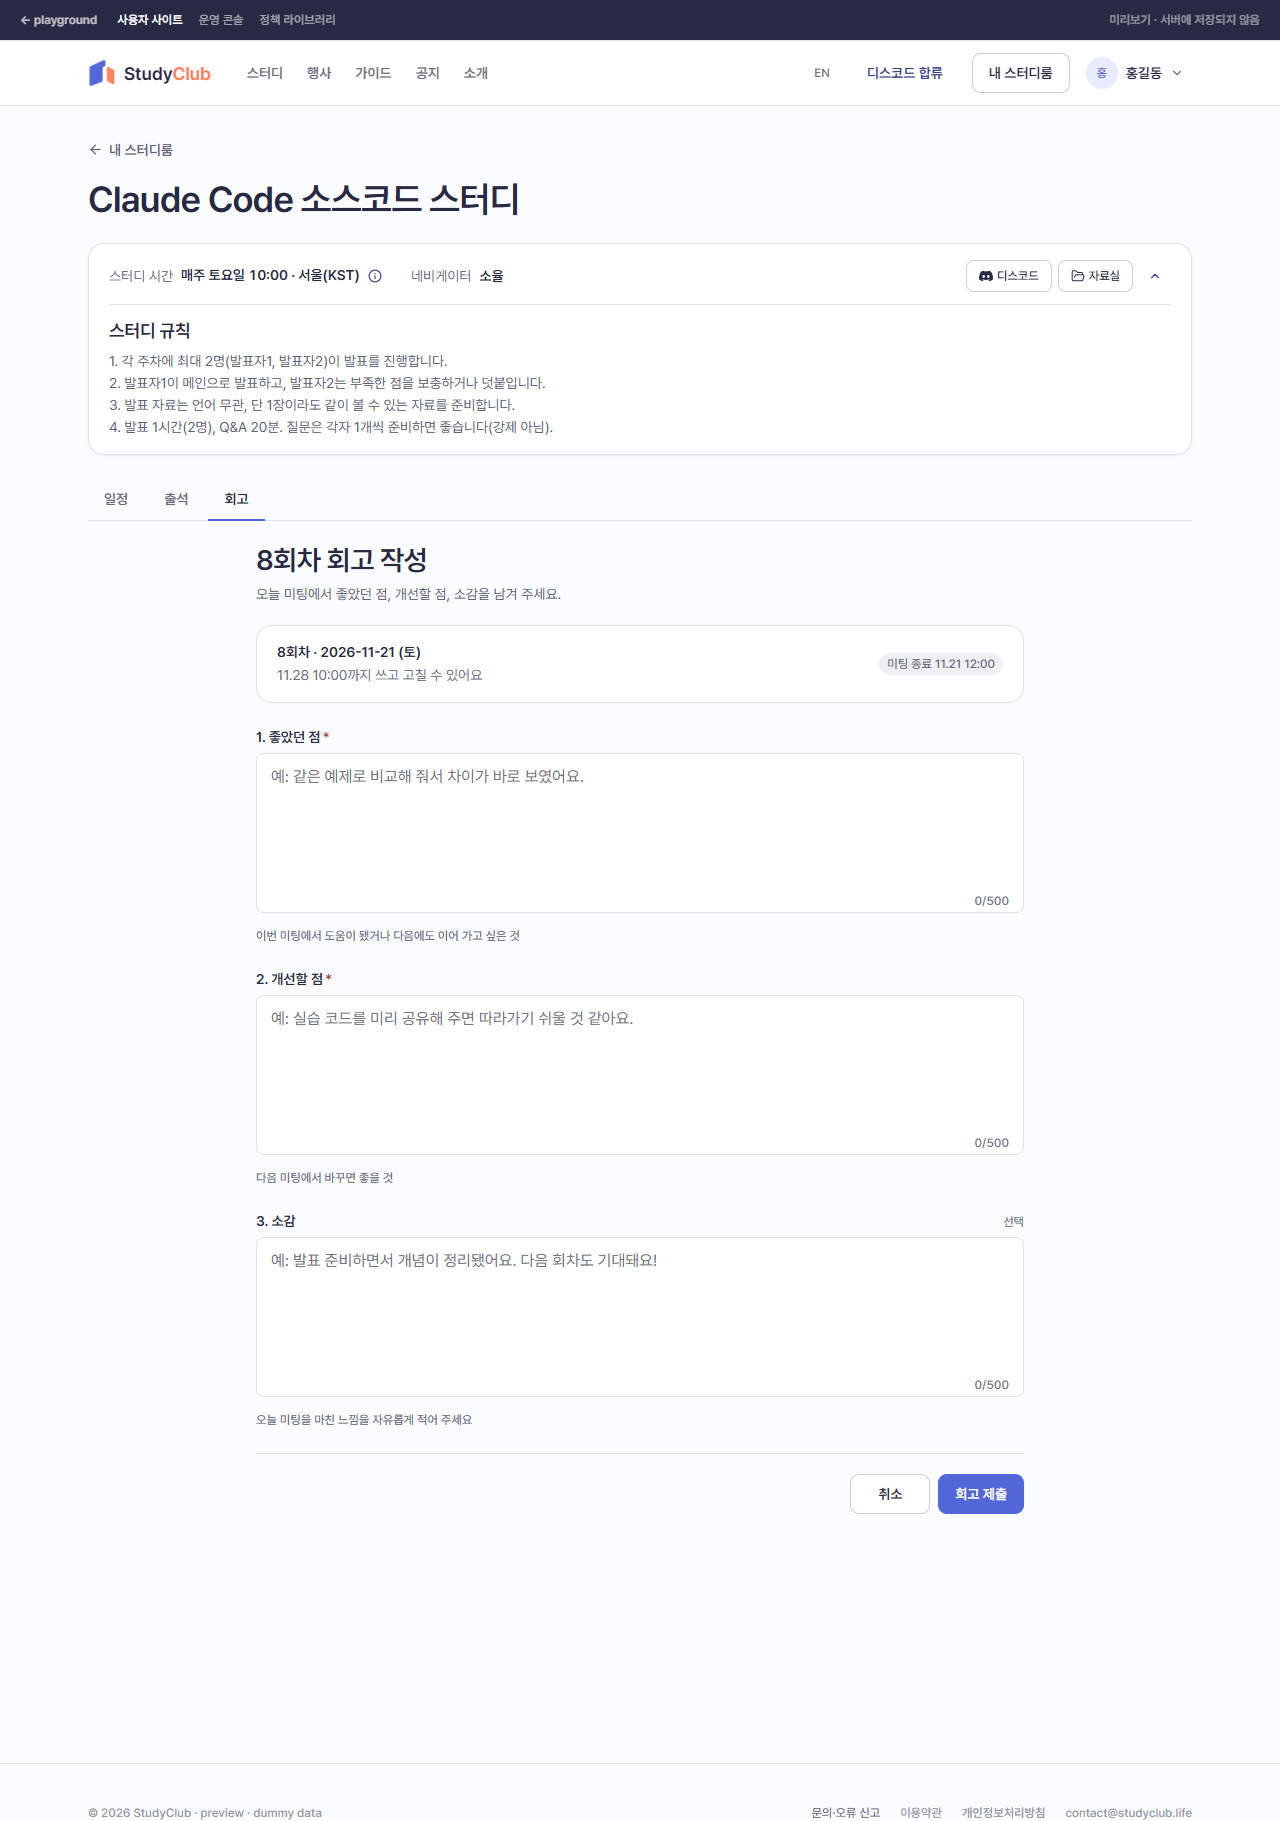 ← playground 사용자 사이트 운영 콘솔 정책 라이브러리 미리보기 · 서버에 저장되지 않음
StudyClub 스터디 행사 가이드 공지 소개 EN 디스코드 합류 내 스터디룸 홍 홍길동
← 내 스터디룸
Claude Code 소스코드 스터디
스터디 시간 매주 토요일 10:00 · 서울(KST) 네비게이터 소율 디스코드 자료실
스터디 규칙
1. 각 주차에 최대 2명(발표자1, 발표자2)이 발표를 진행합니다.
2. 발표자1이 메인으로 발표하고, 발표자2는 부족한 점을 보충하거나 덧붙입니다.
3. 발표 자료는 언어 무관, 단 1장이라도 같이 볼 수 있는 자료를 준비합니다.
4. 발표 1시간(2명), Q&A 20분. 질문은 각자 1개씩 준비하면 좋습니다(강제 아님).
일정 출석 회고
8회차 회고 작성
오늘 미팅에서 좋았던 점, 개선할 점, 소감을 남겨 주세요.
8회차 · 2026-11-21 (토)
11.28 10:00까지 쓰고 고칠 수 있어요
미팅 종료 11.21 12:00
1. 좋았던 점 *
예: 같은 예제로 비교해 줘서 차이가 바로 보였어요.
0/500
이번 미팅에서 도움이 됐거나 다음에도 이어 가고 싶은 것
2. 개선할 점 *
예: 실습 코드를 미리 공유해 주면 따라가기 쉬울 것 같아요.
0/500
다음 미팅에서 바꾸면 좋을 것
3. 소감 선택
예: 발표 준비하면서 개념이 정리됐어요. 다음 회차도 기대돼요!
0/500
오늘 미팅을 마친 느낌을 자유롭게 적어 주세요
취소 회고 제출
© 2026 StudyClub · preview · dummy data 문의·오류 신고 이용약관 개인정보처리방침 contact@studyclub.life